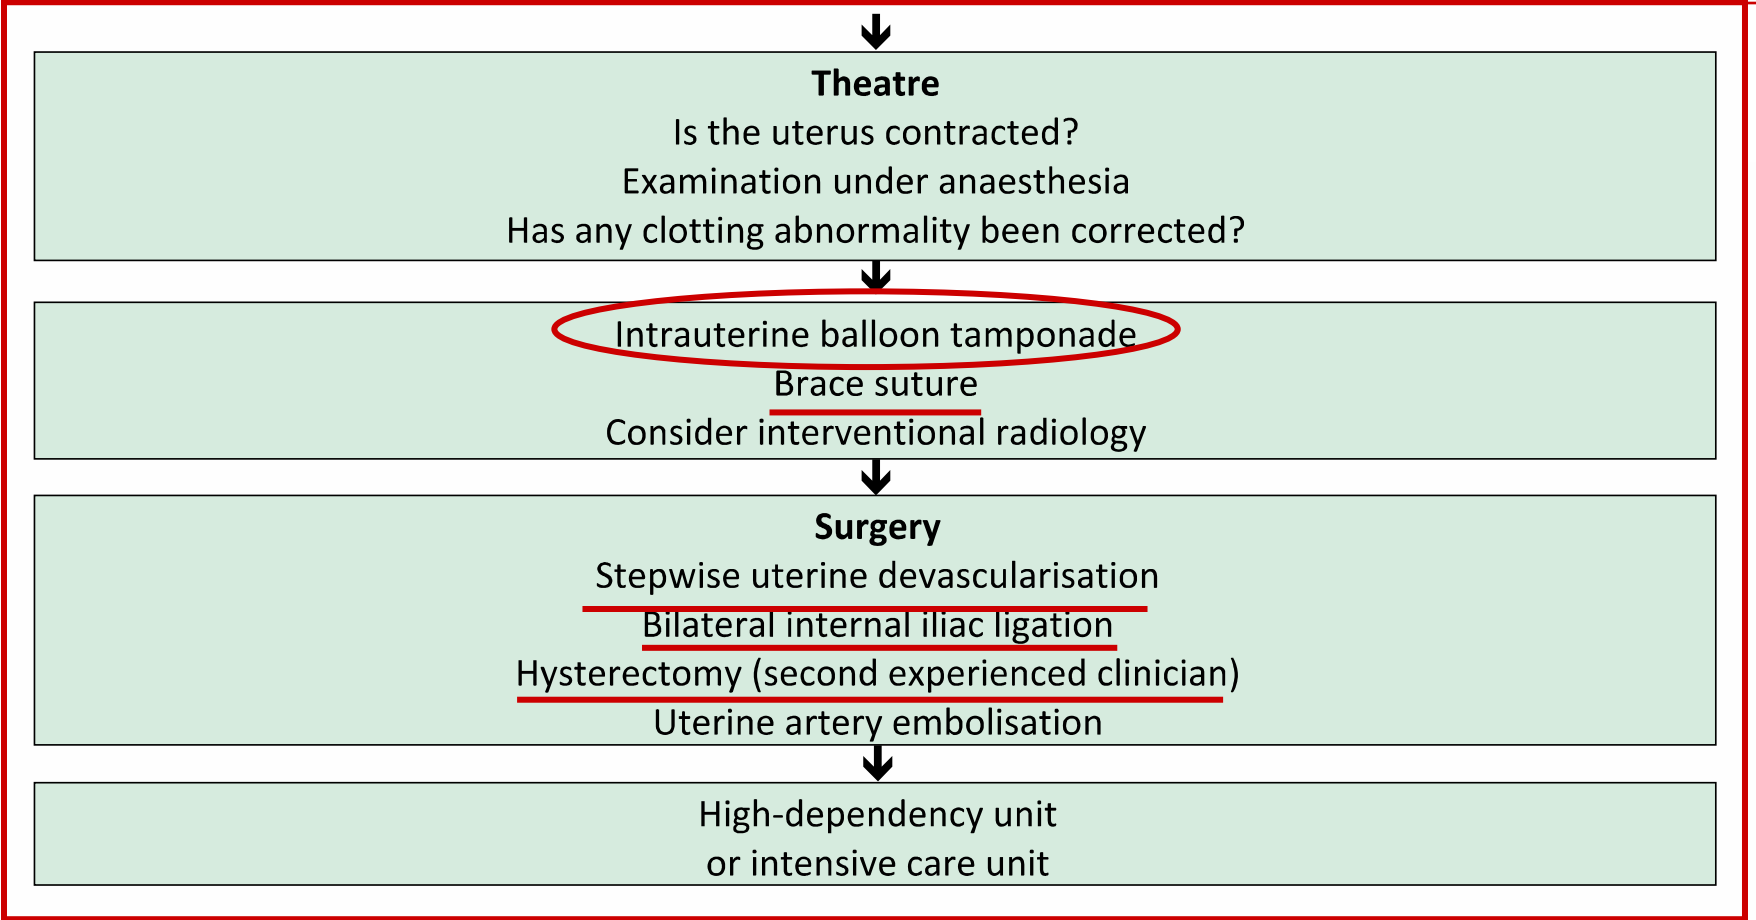 Theatre
Is the uterus contracted?
Examination under anaesthesia
Has any clotting abnormality been corrected?
Intrauterine balloon tamponade
Brace suture
Consider interventional radiology
Surgery
Stepwise uterine devascularisation
Bilateral internal iliac ligation
Hysterectomy (second experienced clinician)
Uterine artery embolisation
High-dependency unit
or intensive care unit